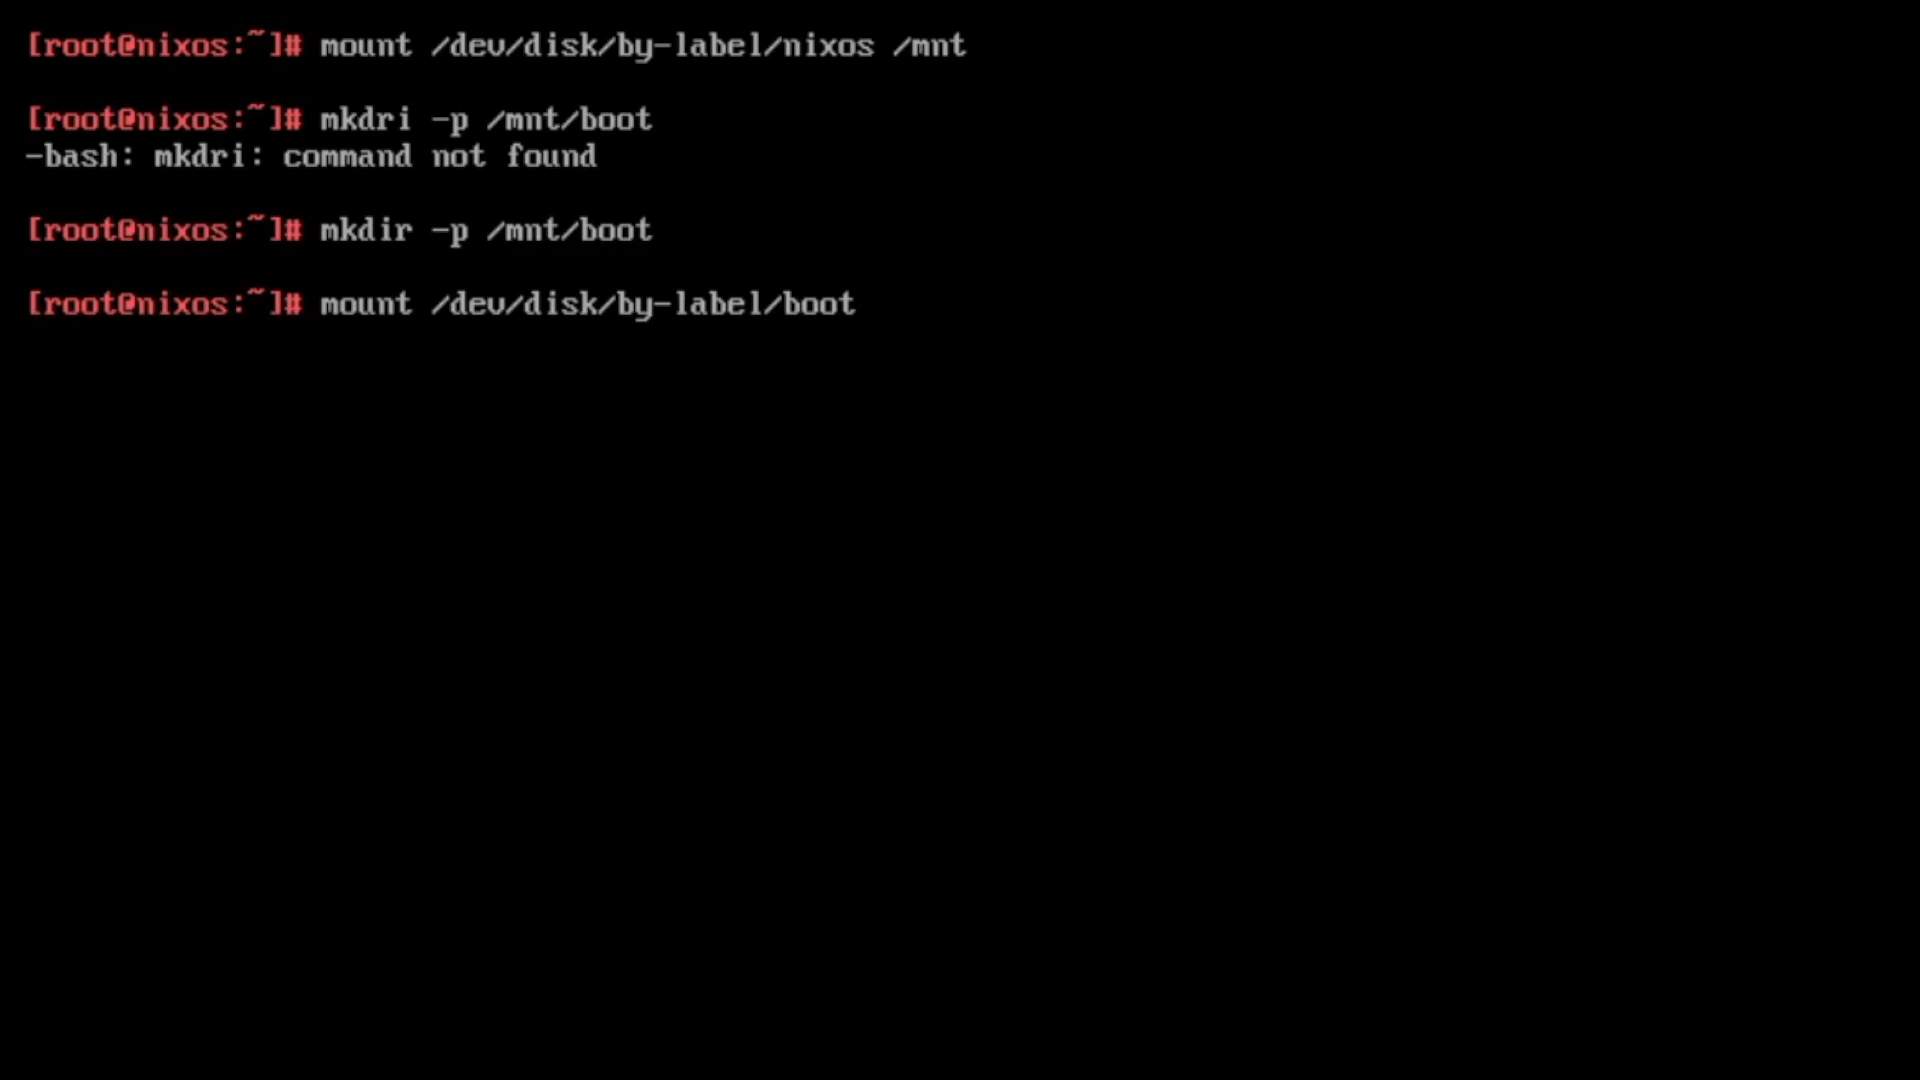 [root@nixos:~]# mount /dev/disk/by-label/nixos /mnt
[root@nixos:~]# mkdri -p /mnt/boot
-bash: mkdri: command not found
[root@nixos:~]# mkdir -p /mnt/boot
[root@nixos:~]# mount /dev/disk/by-label/boot